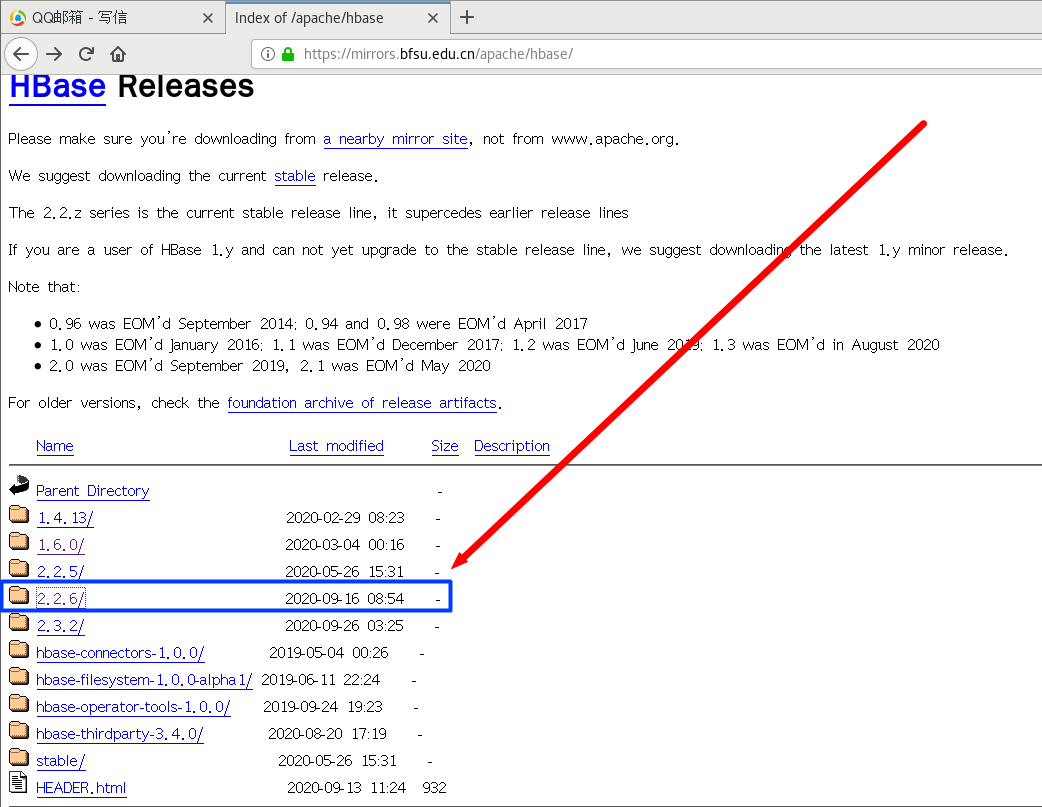 QQ邮箱 - 写信
Index of /apache/hbase
https://mirrors.bfsu.edu.cn/apache/hbase/
HBase Releases
Please make sure you're downloading from a nearby mirror site, not from www.apache.org.
We suggest downloading the current stable release.
The 2.2.z series is the current stable release line, it supercedes earlier release lines
If you are a user of HBase 1.y and can not yet upgrade to the stable release line, we suggest downloading the latest 1.y minor release.
Note that:
• 0.96 was EOM'd September 2014; 0.94 and 0.98 were EOM'd April 2017
• 1.0 was EOM'd January 2016; 1.1 was EOM'd December 2017; 1.2 was EOM'd June 2019; 1.3 was EOM'd in August 2020
• 2.0 was EOM'd September 2019, 2.1 was EOM'd May 2020
For older versions, check the foundation archive of release artifacts.
Name Last modified Size Description
Parent Directory -
1.4.13/ 2020-02-29 08:23 -
1.6.0/ 2020-03-04 00:16 -
2.2.5/ 2020-05-26 15:31 -
2.2.6/ 2020-09-16 08:54 -
2.3.2/ 2020-09-26 03:25 -
hbase-connectors-1.0.0/ 2019-05-04 00:26 -
hbase-filesystem-1.0.0-alpha1/ 2019-06-11 22:24 -
hbase-operator-tools-1.0.0/ 2019-09-24 19:23 -
hbase-thirdparty-3.4.0/ 2020-08-20 17:19 -
stable/ 2020-05-26 15:31 -
HEADER.html 2020-09-13 11:24 932